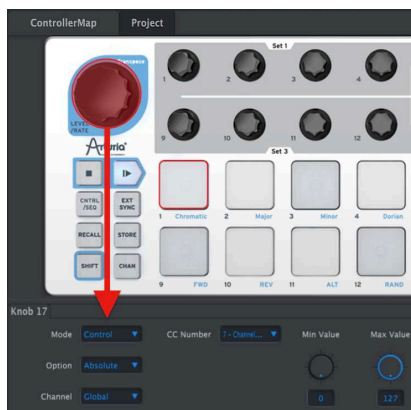 ControllerMap Project
Transpose
Set 1
1 2 3 4
LEVEL
/RATE
9 10 11 12
Set 3
Arturia
CNTRL
/SEQ
EXT
SYNC
1 Chromatic 2 Major 3 Minor 4 Dorian
RECALL STORE
SHIFT CHAN
9 FWD 10 REV 11 ALT 12 RAND
Knob 17
Mode Control CC Number 7 - Channel... Min Value Max Value
Option Absolute
Channel Global 0 127